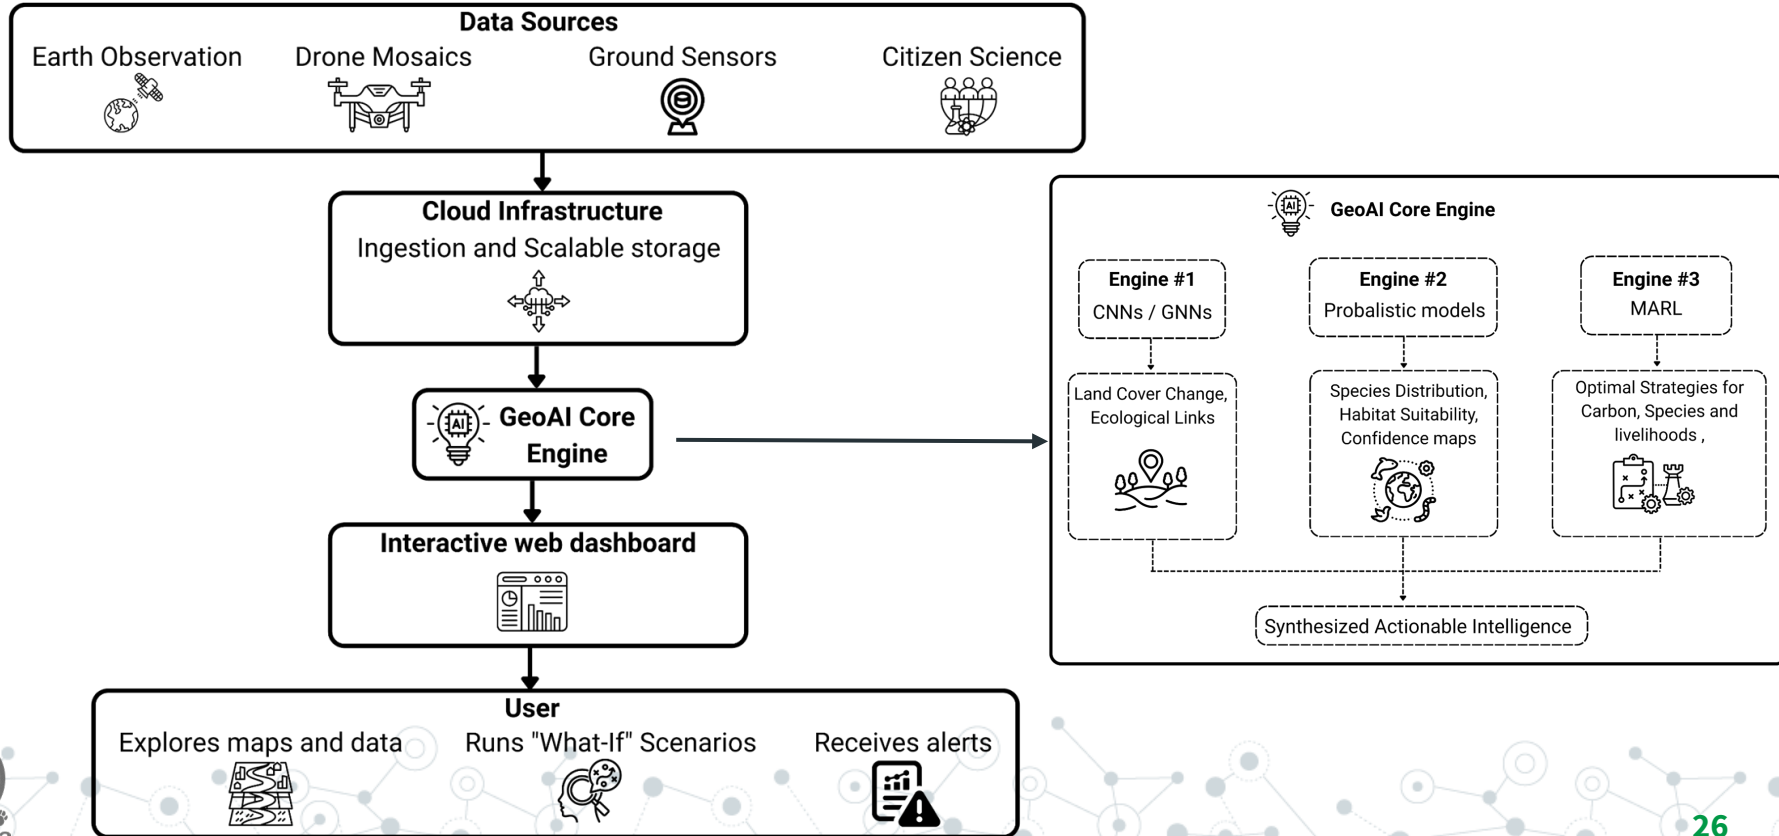 Data Sources
Earth Observation
Drone Mosaics
Ground Sensors
Citizen Science
Cloud Infrastructure
Ingestion and Scalable storage
AI
GeoAI Core
Engine
Interactive web dashboard
User
Explores maps and data
Runs "What-If" Scenarios
Receives alerts
AI
GeoAI Core Engine
Engine #1
CNNs / GNNs
Land Cover Change,
Ecological Links
Engine #2
Probalistic models
Species Distribution,
Habitat Suitability,
Confidence maps
Engine #3
MARL
Optimal Strategies for
Carbon, Species and
livelihoods ,
Synthesized Actionable Intelligence
26